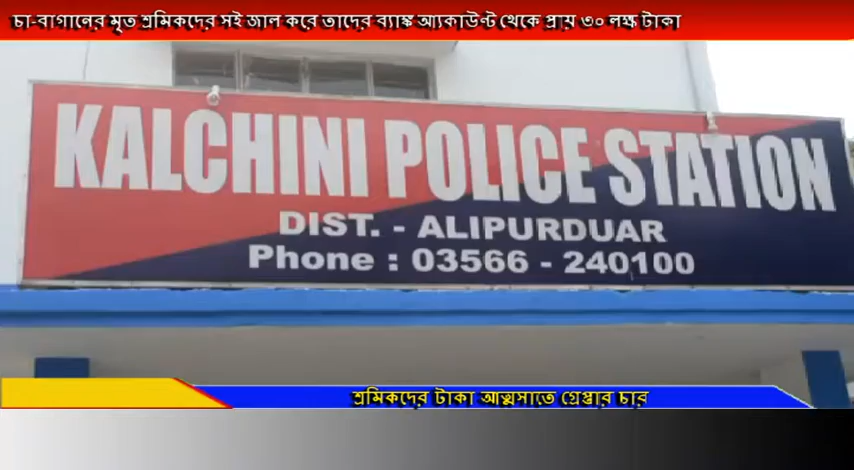 চা-বাগানের মৃত শ্রমিকদের সই জাল করে তাদের ব্যাঙ্ক অ্যাকাউন্ট থেকে প্রায় ৩০ লক্ষ টাকা
KALCHINI POLICE STATION
DIST. - ALIPURDUAR
Phone : 03566 - 240100
শ্রমিকদের টাকা আত্মসাতে গ্রেপ্তার চার